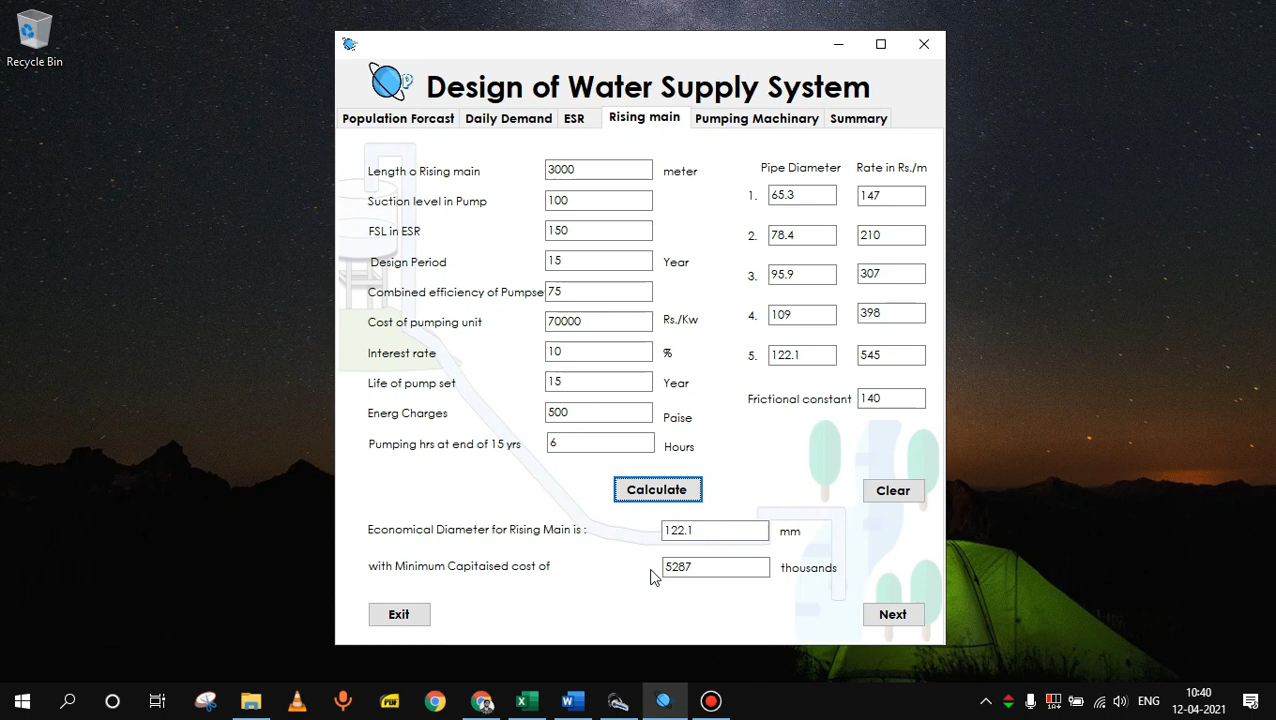 Recycle Bin
Design of Water Supply System
Population Forcast Daily Demand ESR Rising main Pumping Machinery Summary
Pipe Diameter Rate in Rs./m
Length o Rising main 3000 meter
1. 65.3 147
Suction level in Pump 100
FSL in ESR 150
2. 78.4 210
Design Period 15 Year
3. 95.9 307
Combined efficiency of Pumpse 75
Cost of pumping unit 70000 Rs./Kw
4. 109 398
Interest rate 10 %
5. 122.1 545
Life of pump set 15 Year
Frictional constant 140
Energ Charges 500 Paise
Pumping hrs at end of 15 yrs 6 Hours
Calculate Clear
Economical Diameter for Rising Main is : 122.1 mm
with Minimum Capitaised cost of 5287 thousands
Exit Next
ENG
10:40
12-04-2021